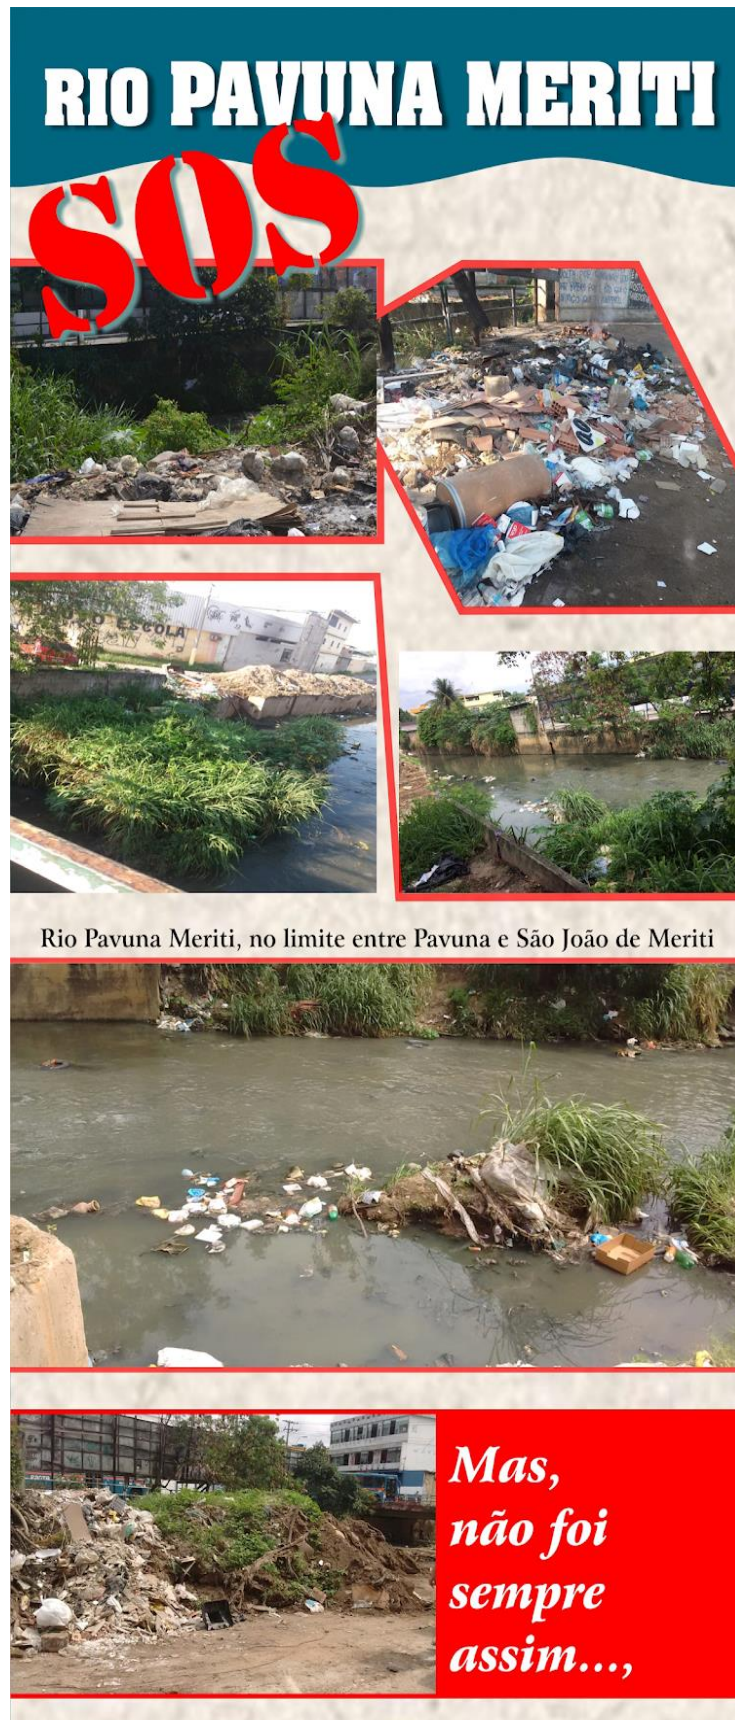 RIO PAVUNA MERITI
SOS
ESCOLA
Rio Pavuna Meriti, no limite entre Pavuna e São João de Meriti
Mas,
não foi
sempre
assim...,